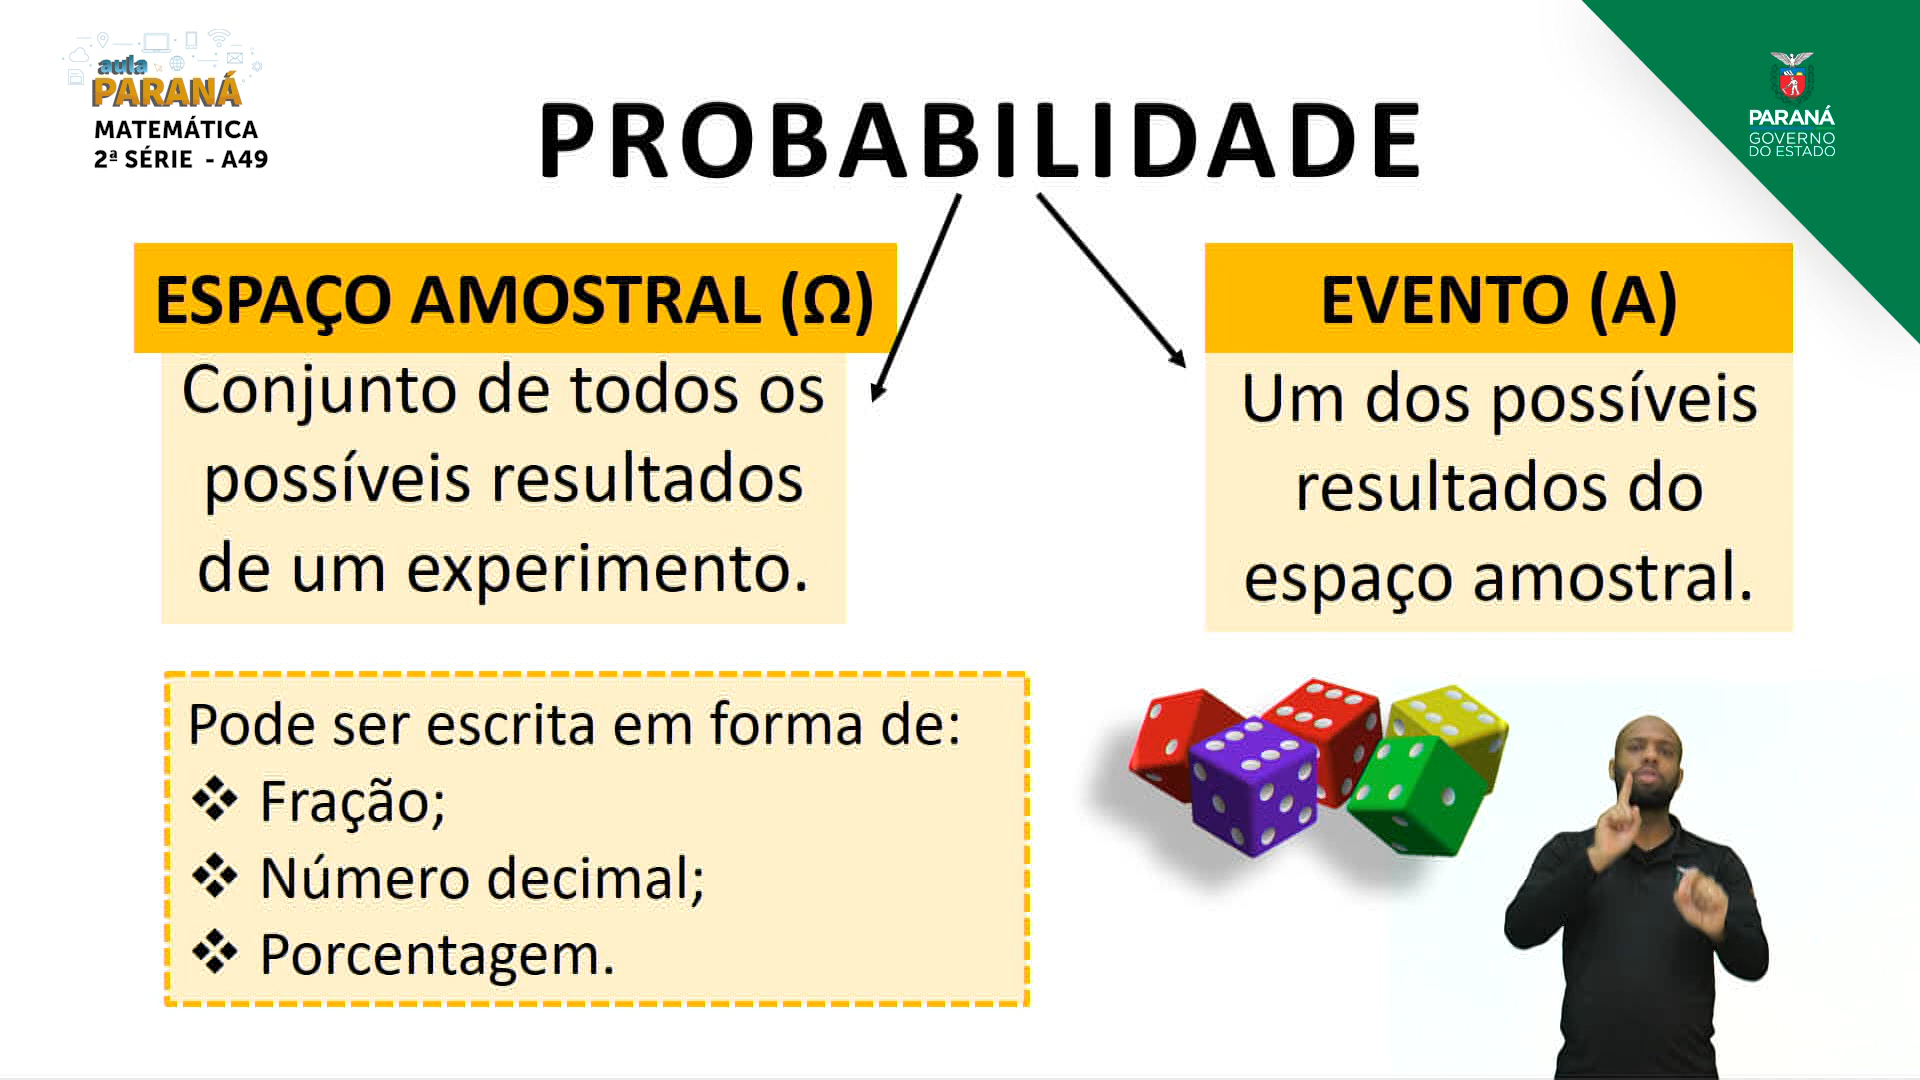 aula
PARANÁ
MATEMÁTICA
2ª SÉRIE - A49
PARANÁ
GOVERNO
DO ESTADO
PROBABILIDADE
ESPAÇO AMOSTRAL (Ω)
Conjunto de todos os
possíveis resultados
de um experimento.
EVENTO (A)
Um dos possíveis
resultados do
espaço amostral.
Pode ser escrita em forma de:
❖ Fração;
❖ Número decimal;
❖ Porcentagem.